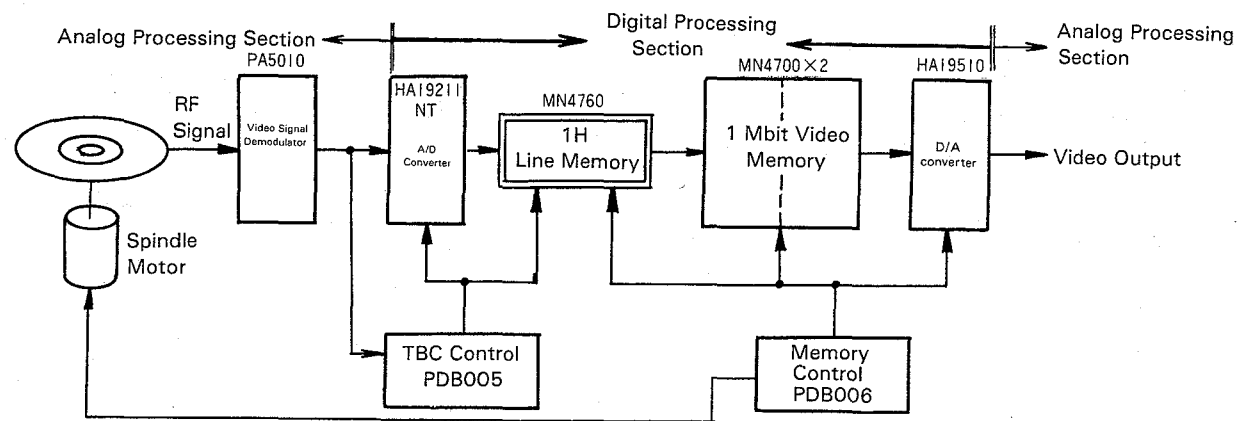 Analog Processing Section
Digital Processing
Section
Analog Processing
Section
PA5010
HA19211
NT
MN4760
MN4700×2
HA19510
RF
Signal
Video Signal
Demodulator
A/D
Converter
1H
Line Memory
1 Mbit Video
Memory
D/A
converter
Video Output
Spindle
Motor
TBC Control
PDB005
Memory
Control
PDB006